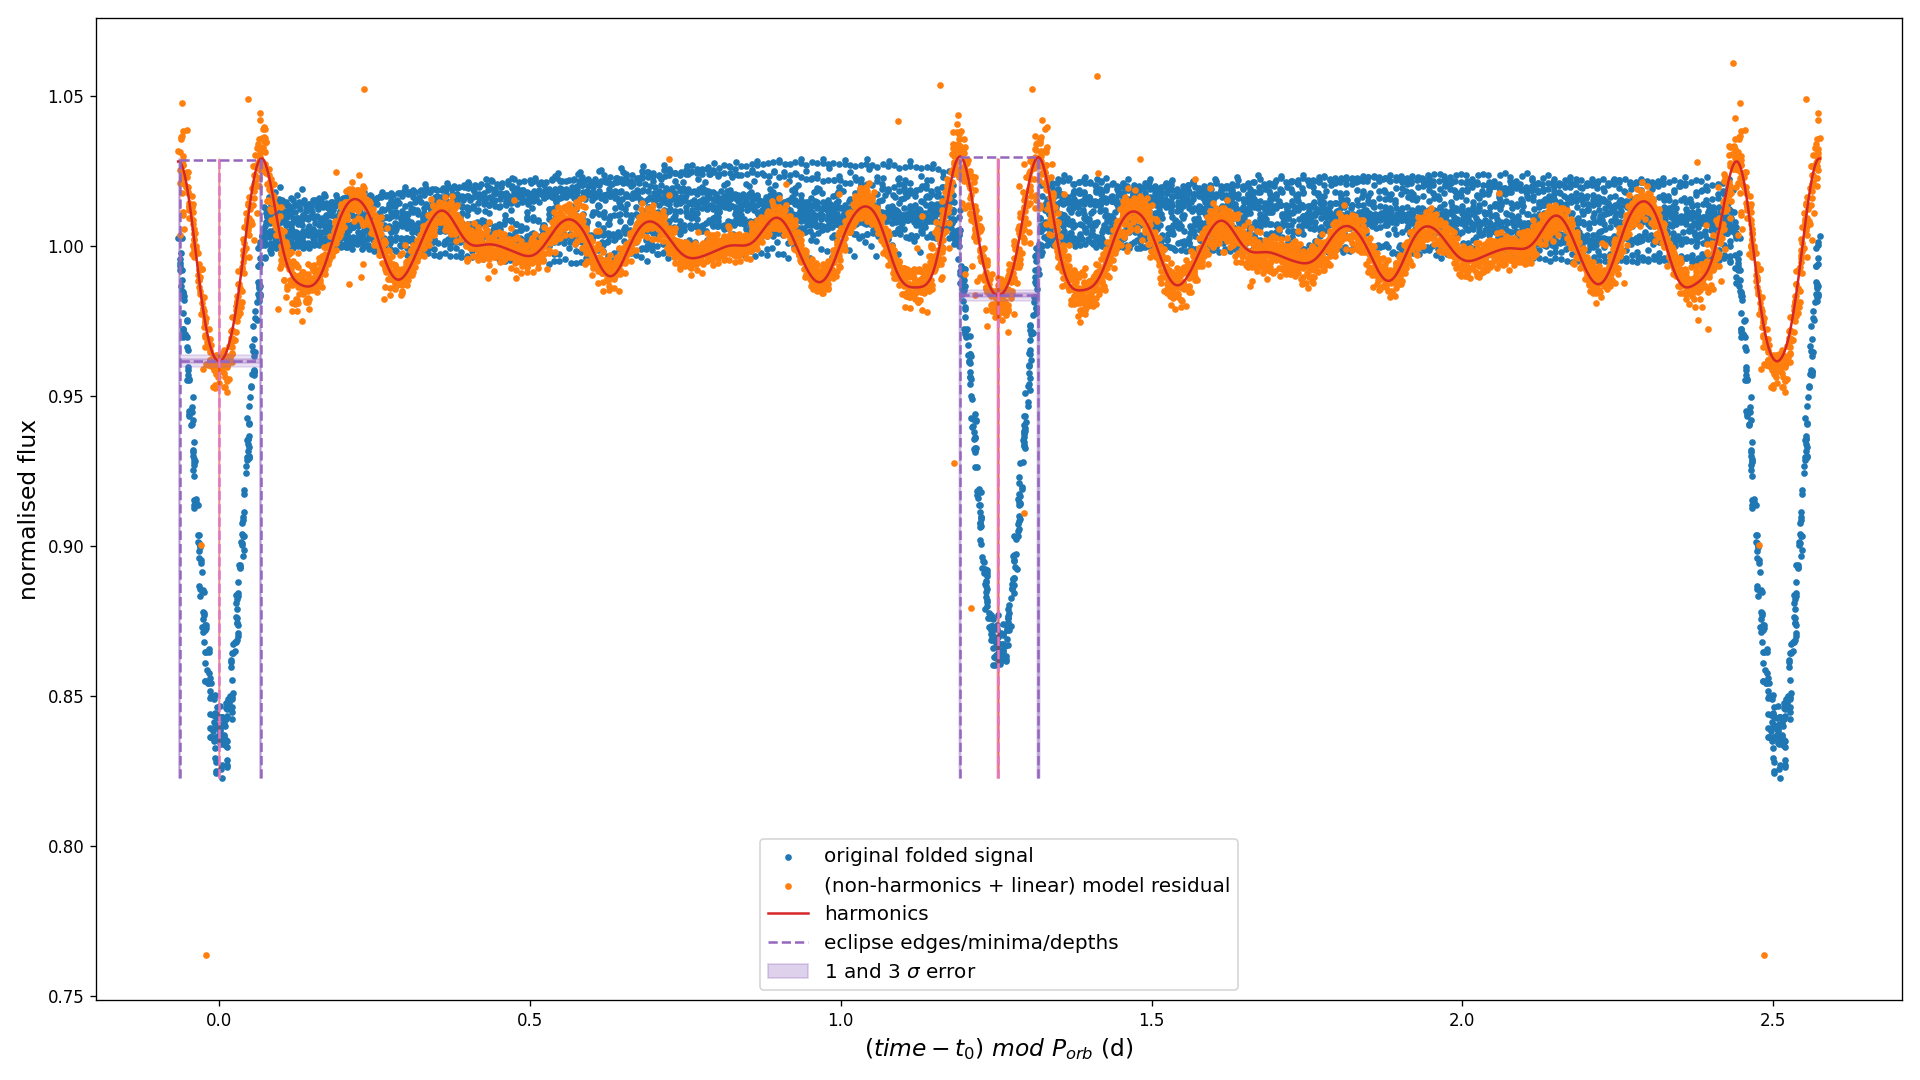 normalised flux
1.05
1.00
0.95
0.90
0.85
0.80
0.75
original folded signal
(non-harmonics + linear) model residual
harmonics
eclipse edges/minima/depths
1 and 3 σ error
0.0 0.5 1.0 1.5 2.0 2.5
(time − t₀) mod P_orb (d)